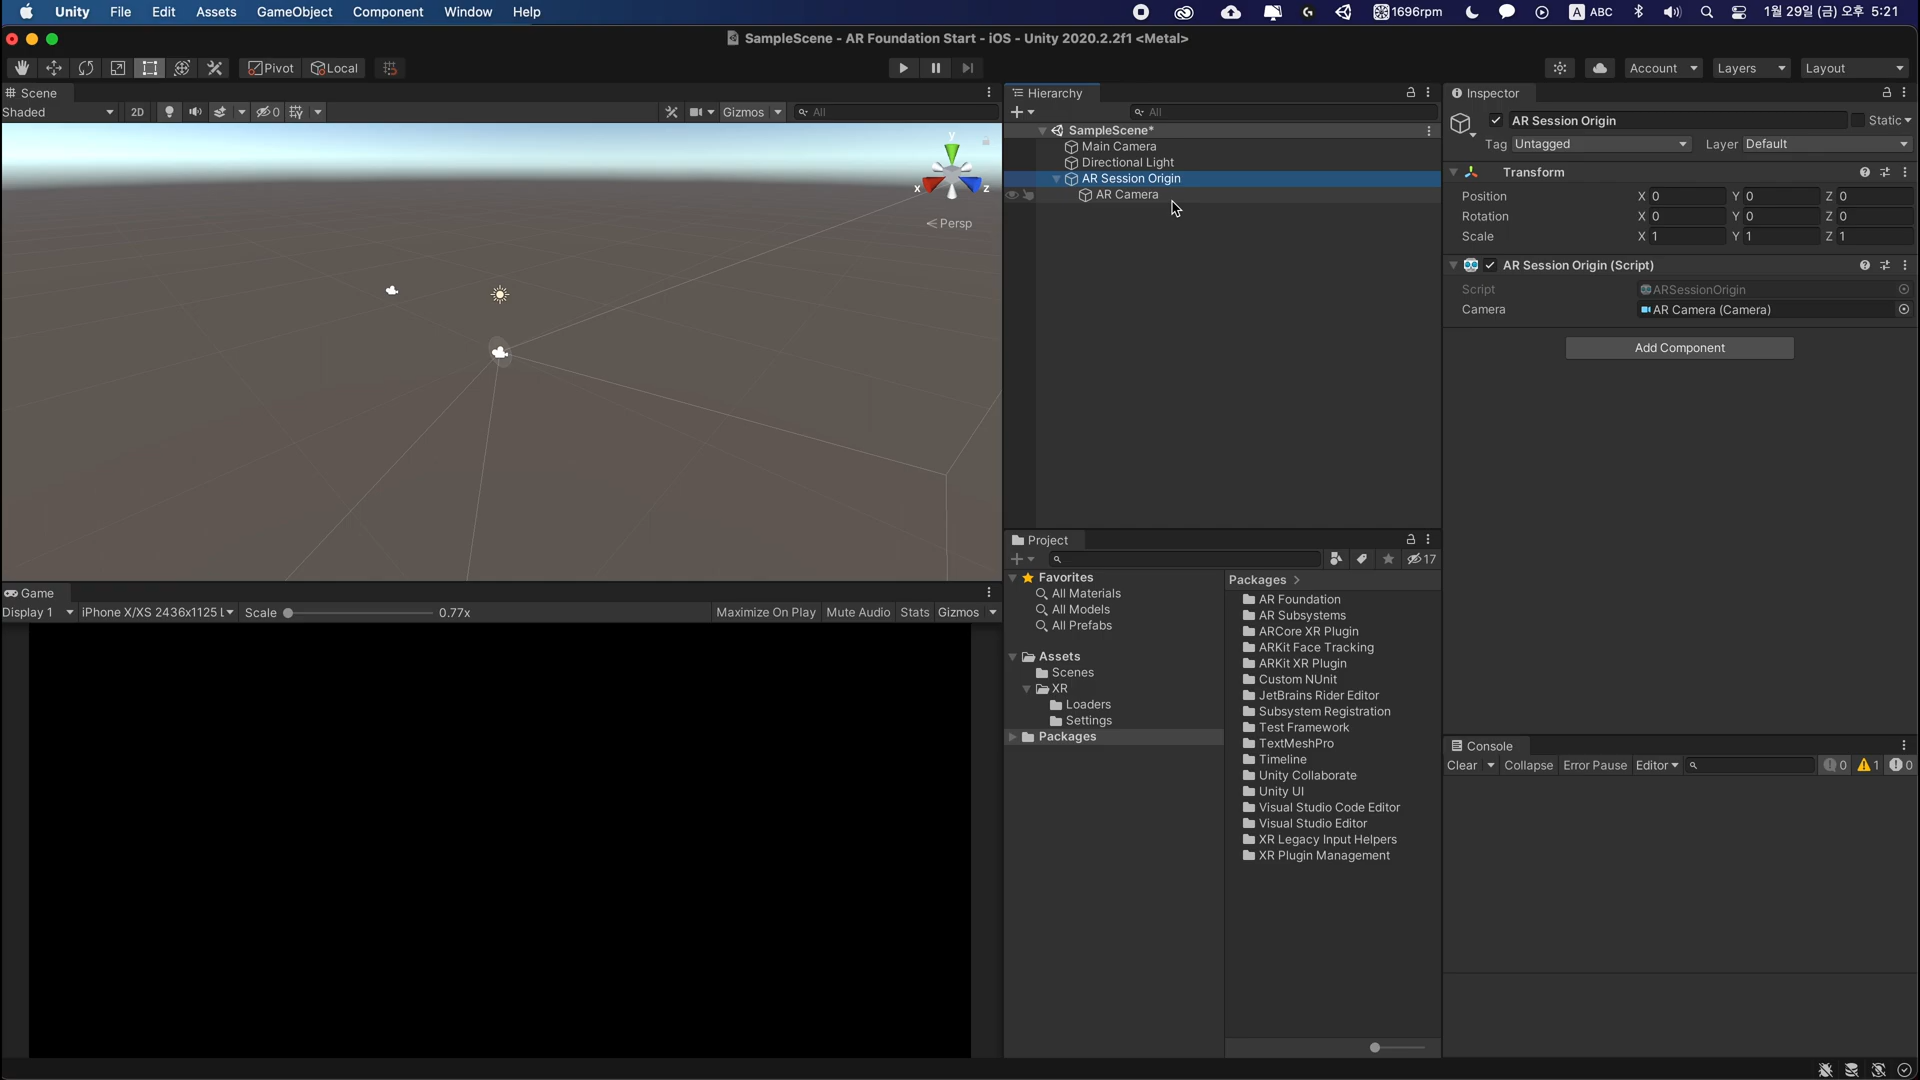 Unity File Edit Assets GameObject Component Window Help 1696rpm A ABC 1월 29일 (금) 오후 5:21
SampleScene - AR Foundation Start - iOS - Unity 2020.2.2f1 <Metal>
Pivot Local Account Layers Layout
Scene
Shaded 2D 0 Gizmos All
y
x z
Persp
Hierarchy
All
SampleScene*
Main Camera
Directional Light
AR Session Origin
AR Camera
Inspector
AR Session Origin Static
Tag Untagged Layer Default
Transform
Position X 0 Y 0 Z 0
Rotation X 0 Y 0 Z 0
Scale X 1 Y 1 Z 1
AR Session Origin (Script)
Script ARSessionOrigin
Camera AR Camera (Camera)
Add Component
Game
Display 1 iPhone X/XS 2436x1125 L Scale 0.77x Maximize On Play Mute Audio Stats Gizmos
Project
17
Favorites
All Materials
All Models
All Prefabs
Assets
Scenes
XR
Loaders
Settings
Packages
Packages >
AR Foundation
AR Subsystems
ARCore XR Plugin
ARKit Face Tracking
ARKit XR Plugin
Custom NUnit
JetBrains Rider Editor
Subsystem Registration
Test Framework
TextMeshPro
Timeline
Unity Collaborate
Unity UI
Visual Studio Code Editor
Visual Studio Editor
XR Legacy Input Helpers
XR Plugin Management
Console
Clear Collapse Error Pause Editor 0 1 0